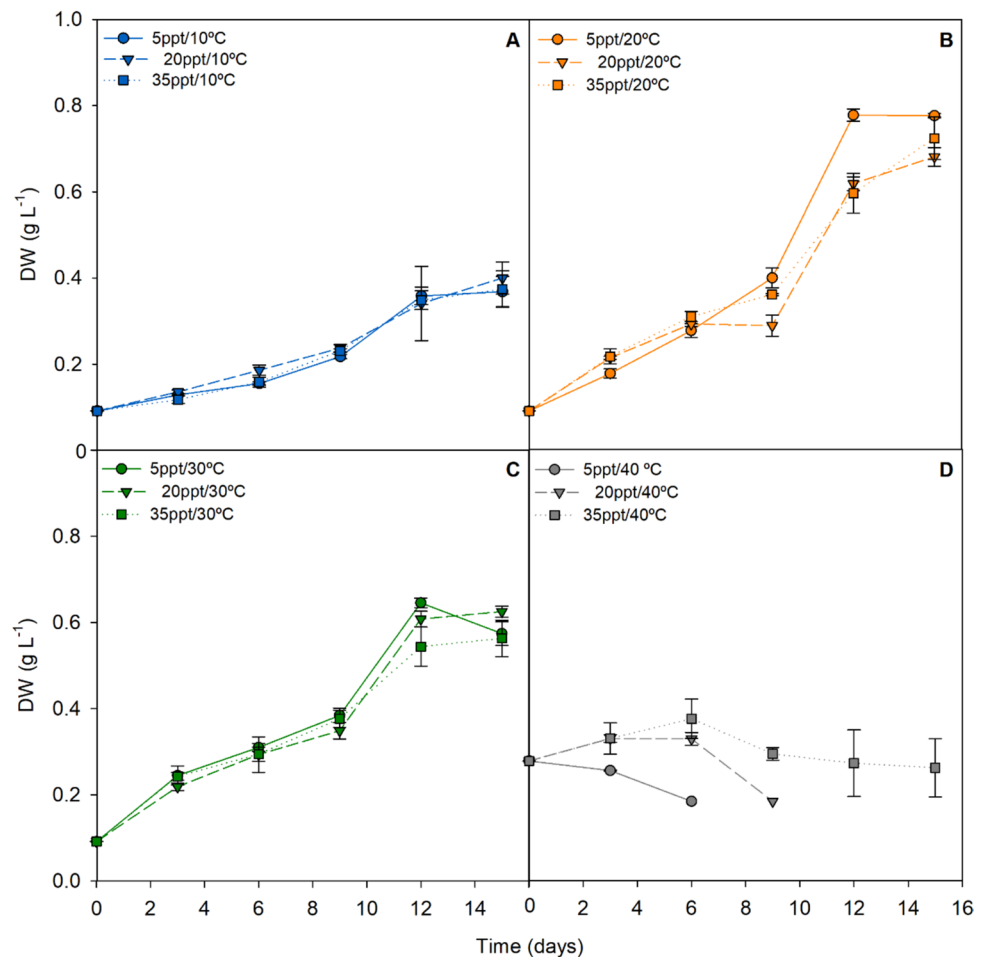 1.0
0.8
0.6
0.4
0.2
0
DW (g L⁻¹)
5ppt/10ºC
20ppt/10ºC
35ppt/10ºC
A
5ppt/20ºC
20ppt/20ºC
35ppt/20ºC
B
0.8
0.6
0.4
0.2
0.0
DW (g L⁻¹)
5ppt/30ºC
20ppt/30ºC
35ppt/30ºC
C
5ppt/40 ºC
20ppt/40ºC
35ppt/40ºC
D
0 2 4 6 8 10 12 14
0 2 4 6 8 10 12 14 16
Time (days)